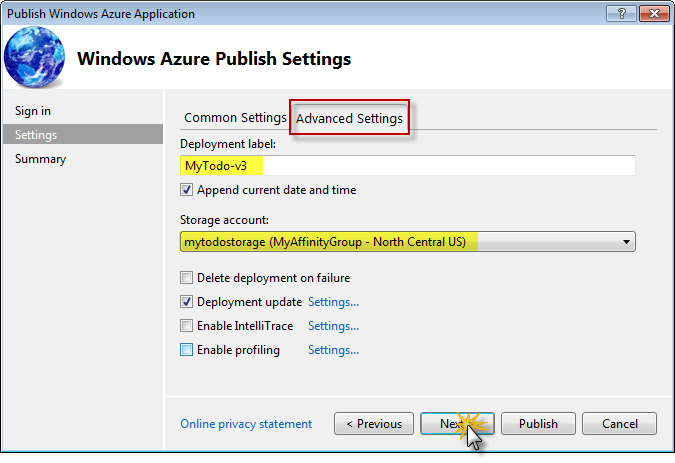 Publish Windows Azure Application
Windows Azure Publish Settings
Sign in
Settings
Summary
Common Settings Advanced Settings
Deployment label:
MyTodo-v3
Append current date and time
Storage account:
mytodostorage (MyAffinityGroup - North Central US)
Delete deployment on failure
Deployment update Settings...
Enable IntelliTrace Settings...
Enable profiling Settings...
Online privacy statement < Previous Next Publish Cancel